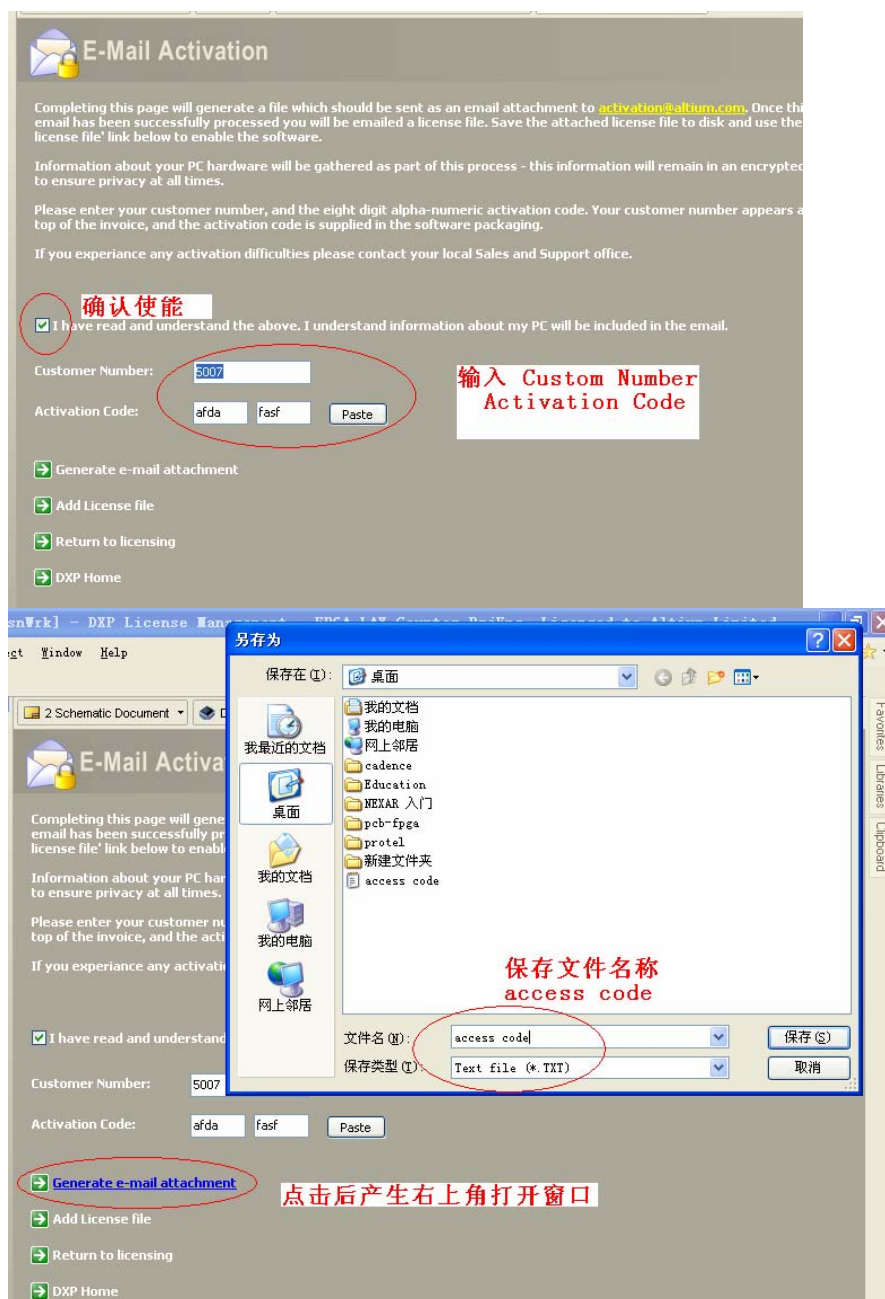 E-Mail Activation
Completing this page will generate a file which should be sent as an email attachment to activation@altium.com. Once thi
email has been successfully processed you will be emailed a license file. Save the attached license file to disk and use the
license file' link below to enable the software.
Information about your PC hardware will be gathered as part of this process - this information will remain in an encrypted
to ensure privacy at all times.
Please enter your customer number, and the eight digit alpha-numeric activation code. Your customer number appears a
top of the invoice, and the activation code is supplied in the software packaging.
If you experiance any activation difficulties please contact your local Sales and Support office.
确认使能
I have read and understand the above. I understand information about my PC will be included in the email.
Customer Number: 5007
输入 Custom Number
Activation Code
Activation Code: afda fasf Paste
Generate e-mail attachment
Add License file
Return to licensing
DXP Home
snWrk] - DXP License Man
ect Window Help
2 Schematic Document D
E-Mail Activa
Completing this page will gene
email has been successfully pr
license file' link below to enabl
Information about your PC har
to ensure privacy at all times.
Please enter your customer nu
top of the invoice, and the acti
If you experiance any activati
I have read and understand
Customer Number: 5007
Activation Code: afda fasf Paste
Generate e-mail attachment
点击后产生右上角打开窗口
Add License file
Return to licensing
DXP Home
另存为
保存在(I): 桌面
我最近的文档
桌面
我的文档
我的电脑
网上邻居
我的文档
我的电脑
网上邻居
cadence
Education
NEXAR 入门
pcb-fpga
protel
新建文件夹
access code
保存文件名称
access code
文件名(N): access code 保存(S)
保存类型(T): Text file (*.TXT) 取消
Favorites
Libraries
Clipboard